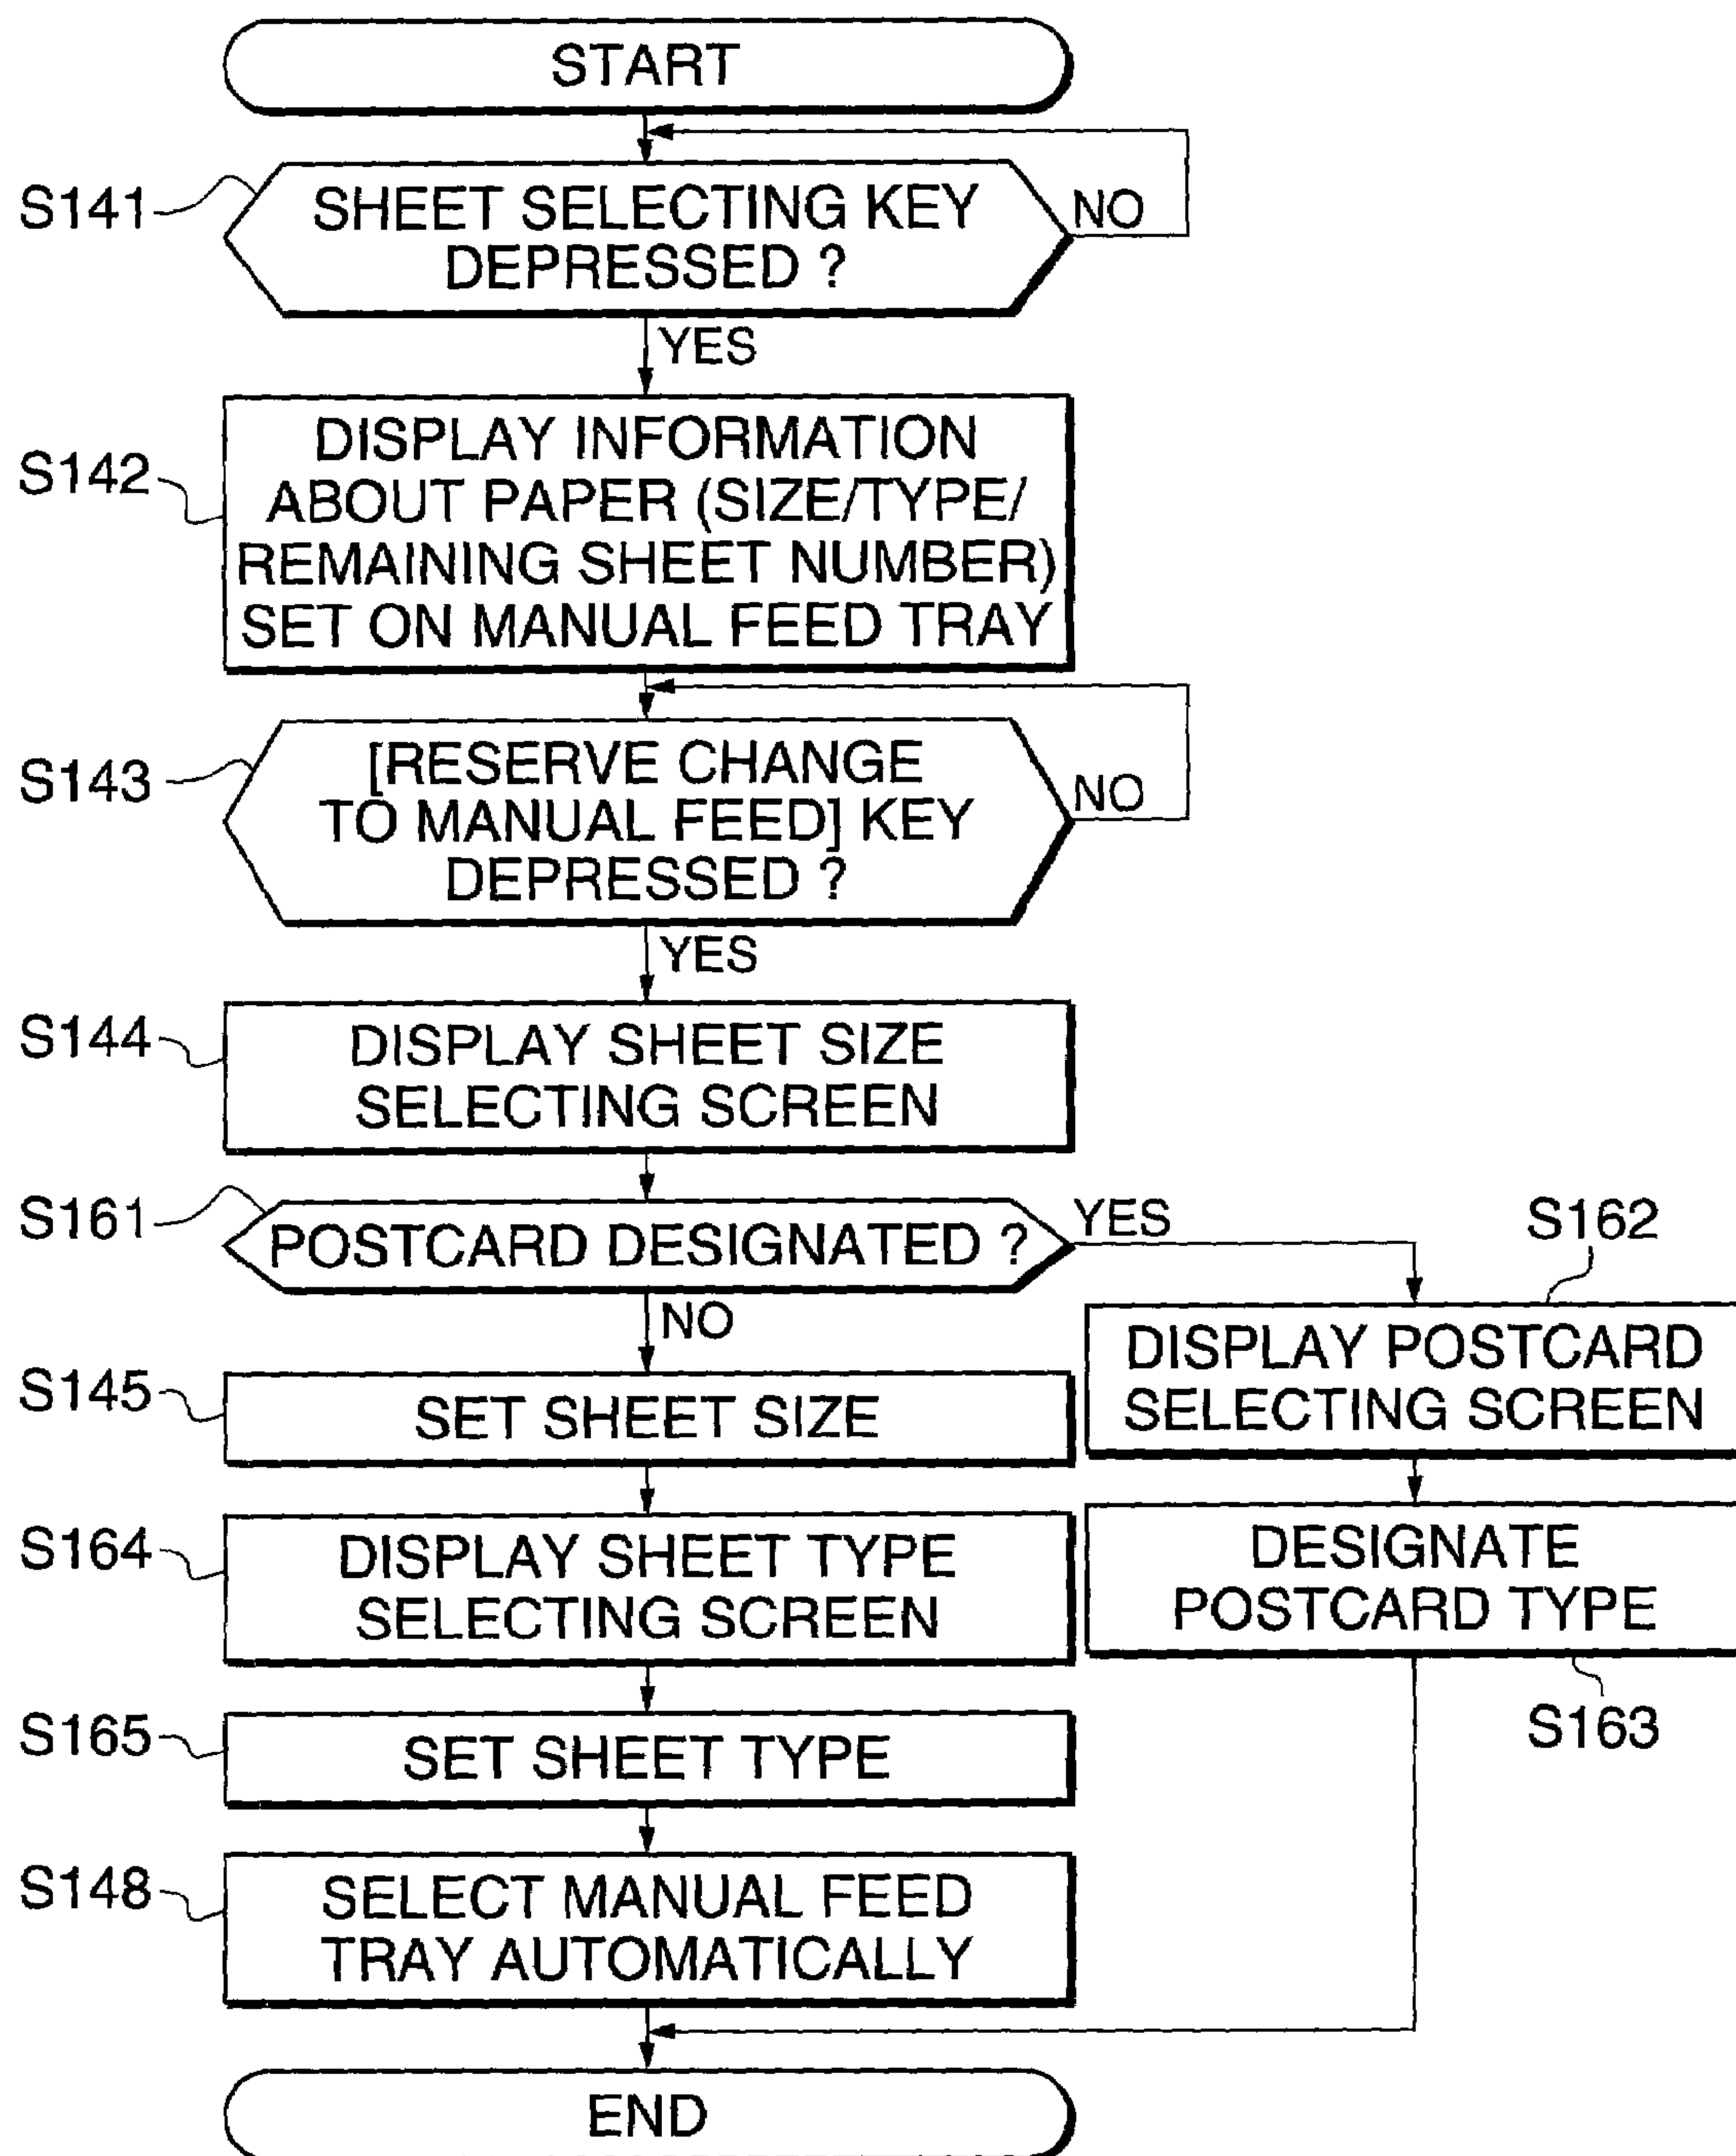 START
S141
SHEET SELECTING KEY
DEPRESSED ?
NO
YES
S142
DISPLAY INFORMATION
ABOUT PAPER (SIZE/TYPE/
REMAINING SHEET NUMBER)
SET ON MANUAL FEED TRAY
S143
[RESERVE CHANGE
TO MANUAL FEED] KEY
DEPRESSED ?
NO
YES
S144
DISPLAY SHEET SIZE
SELECTING SCREEN
S161
POSTCARD DESIGNATED ?
YES
NO
S162
DISPLAY POSTCARD
SELECTING SCREEN
S145
SET SHEET SIZE
S164
DISPLAY SHEET TYPE
SELECTING SCREEN
DESIGNATE
POSTCARD TYPE
S163
S165
SET SHEET TYPE
S148
SELECT MANUAL FEED
TRAY AUTOMATICALLY
END